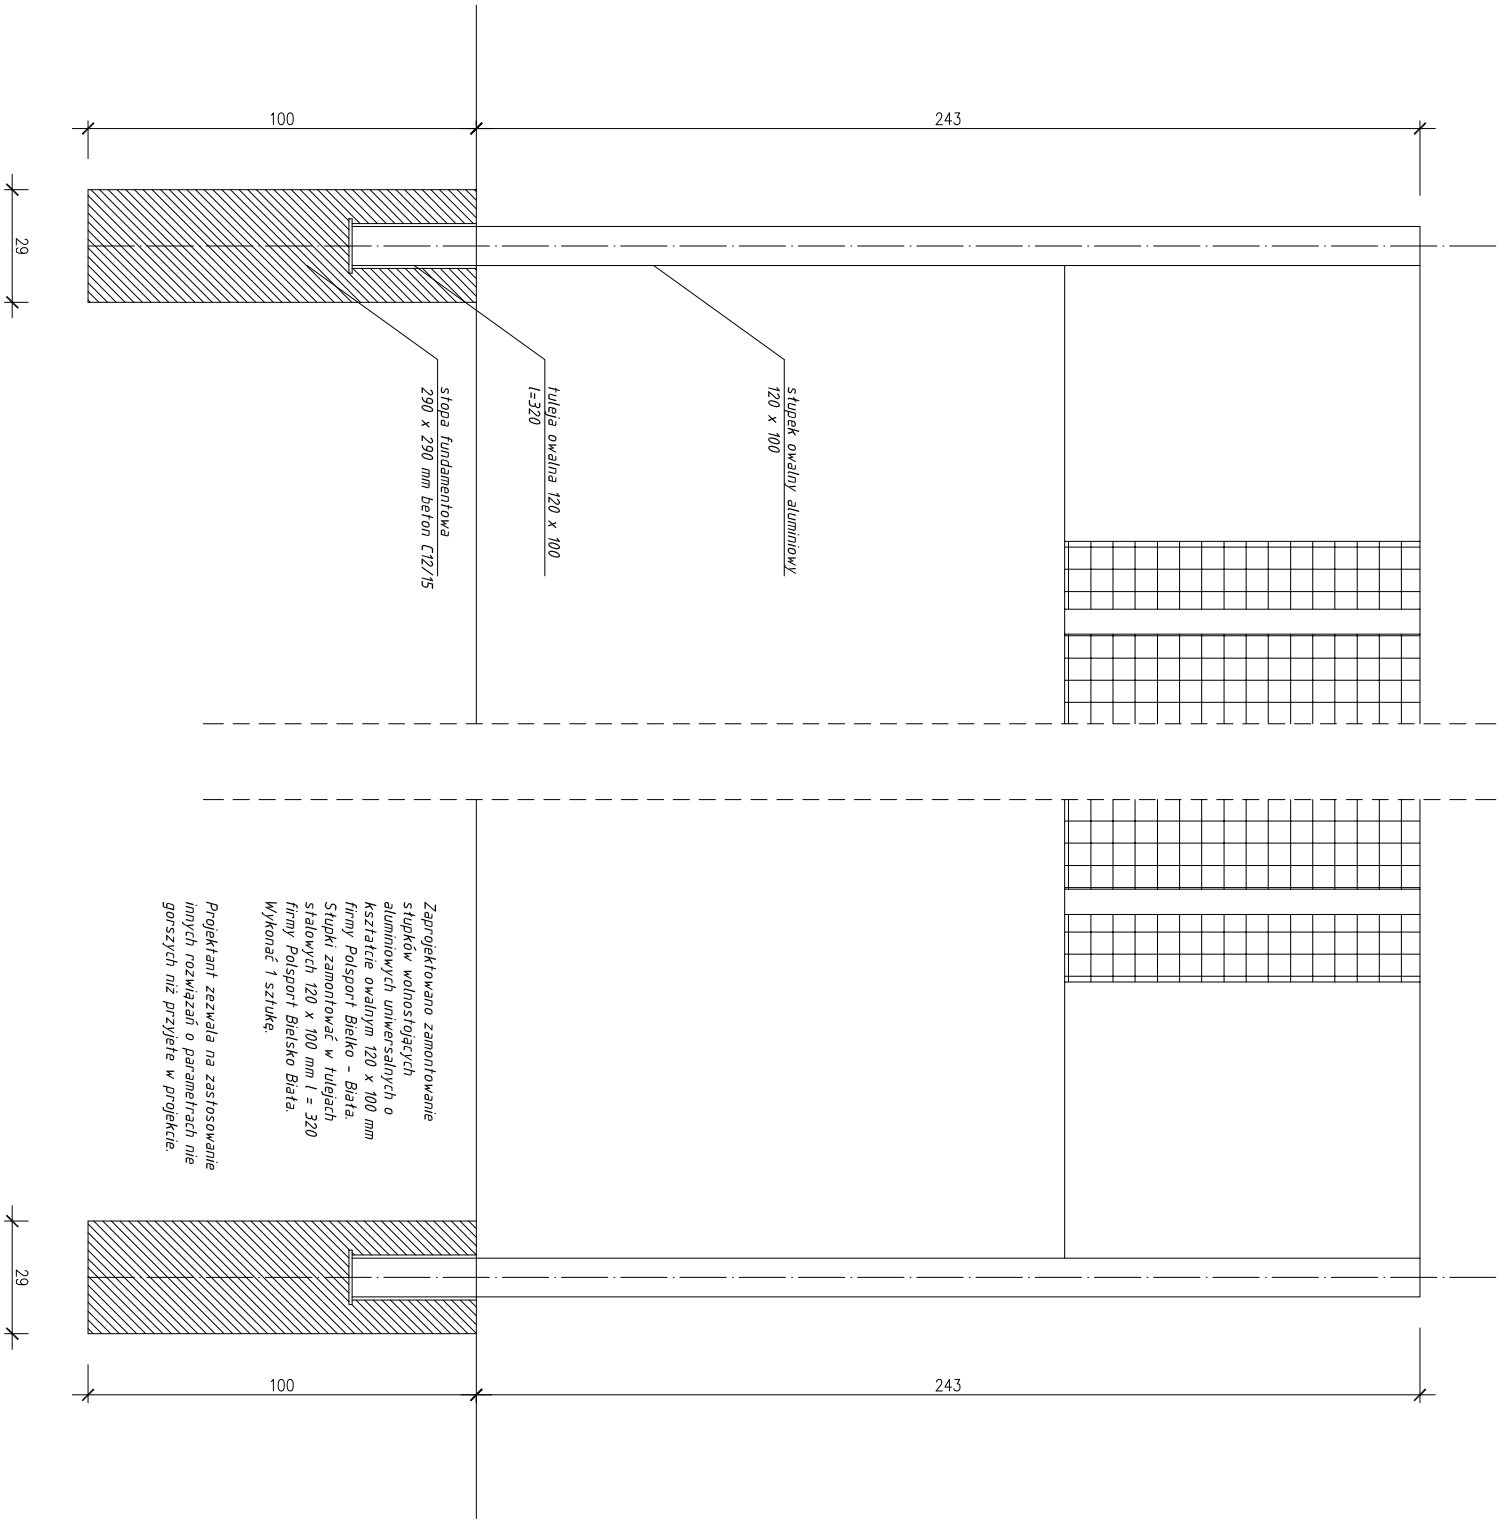 243
100
29
słupek owalny aluminiowy
120 x 100
tuleja owalna 120 x 100
l=320
stopa fundamentowa
290 x 290 mm beton C12/15
Zaprojektowano zamontowanie
słupków wolnostojących
aluminiowych uniwersalnych o
kształcie owalnym 120 x 100 mm
firmy Polsport Bielko - Biała.
Słupki zamontować w tulejach
stalowych 120 x 100 mm l = 320
firmy Polsport Bielsko Biała.
Wykonać 1 sztukę.
Projektant zezwala na zastosowanie
innych rozwiązań o parametrach nie
gorszych niż przyjęte w projekcie.
243
100
29